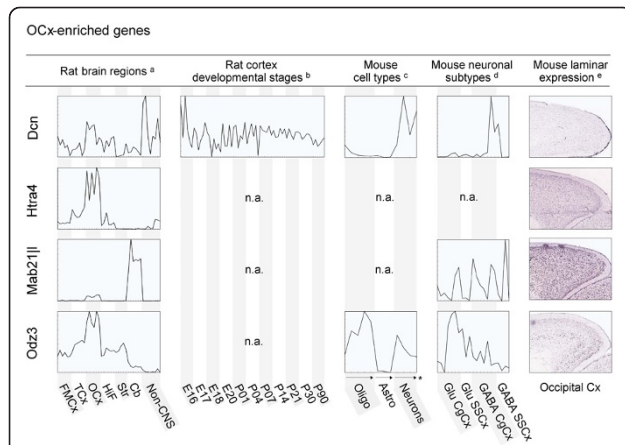 OCx-enriched genes
Rat brain regions a
Rat cortex
developmental stages b
Mouse
cell types c
Mouse neuronal
subtypes d
Mouse laminar
expression e
Dcn
Htra4
n.a.
n.a.
n.a.
Mab21|l
n.a.
n.a.
Odz3
n.a.
FMCx
TCx
OCx
HiF
Str
Cb
Non-CNS
E16
E17
E18
E20
P01
P04
P07
P14
P21
P30
P90
Oligo
Astro
Neurons
* *
Glu CgCx
Glu SSCx
GABA CgCx
GABA SSCx
Occipital Cx